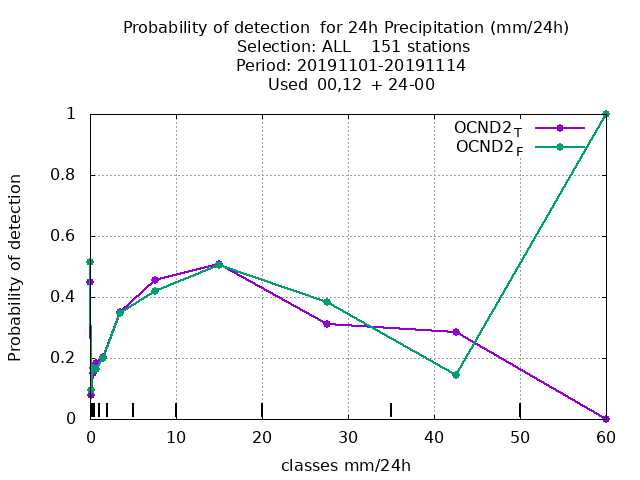 Probability of detection for 24h Precipitation (mm/24h)
Selection: ALL 151 stations
Period: 20191101-20191114
Used 00,12 + 24-00
OCND2T
OCND2F
1
0.8
0.6
0.4
0.2
0
Probability of detection
0 10 20 30 40 50 60
classes mm/24h